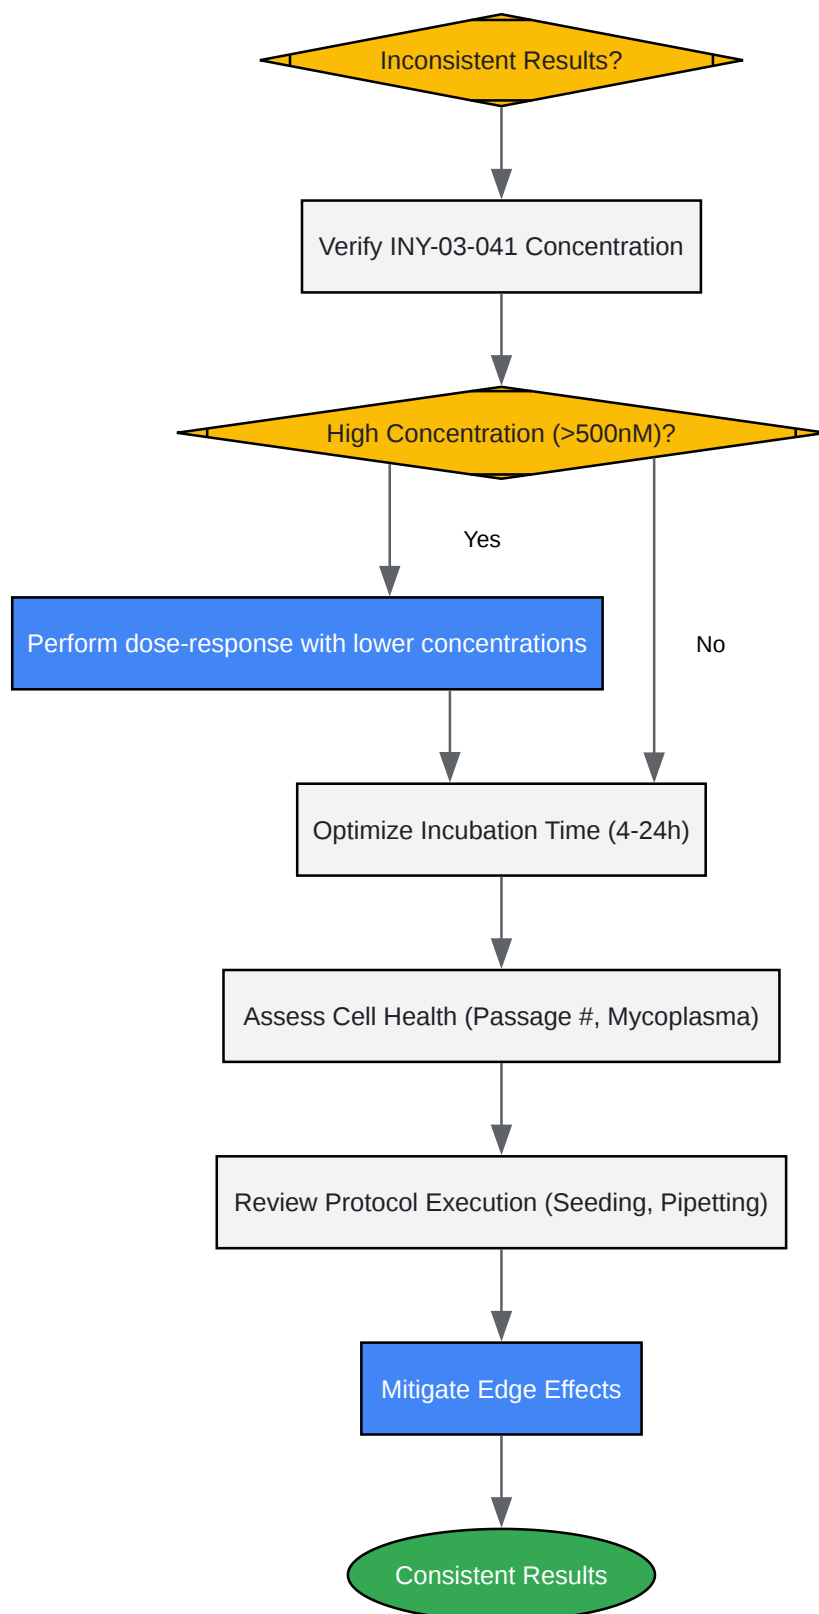 Inconsistent Results?
Verify INY-03-041 Concentration
High Concentration (>500nM)?
Yes
Perform dose-response with lower concentrations
No
Optimize Incubation Time (4-24h)
Assess Cell Health (Passage #, Mycoplasma)
Review Protocol Execution (Seeding, Pipetting)
Mitigate Edge Effects
Consistent Results